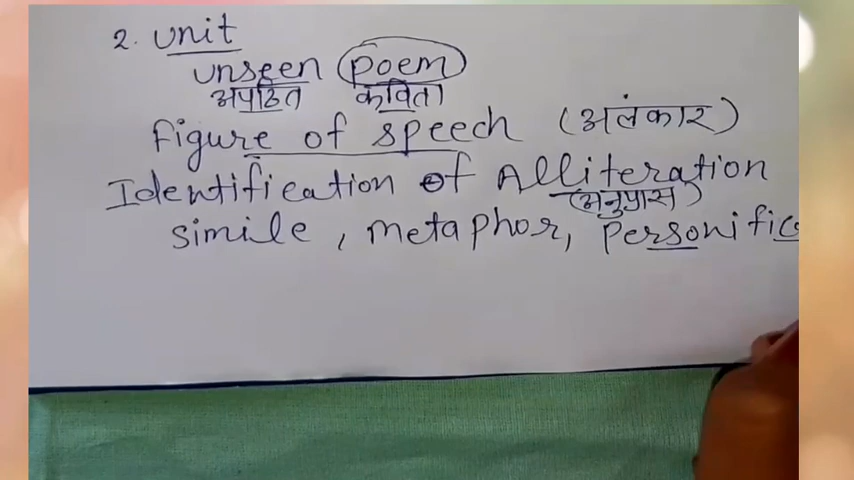 2. unit
unseen poem
अपठित कविता
Figure of speech (अलंकार)
Identification of Alliteration
(अनुप्रास)
simile, metaphor, Personific